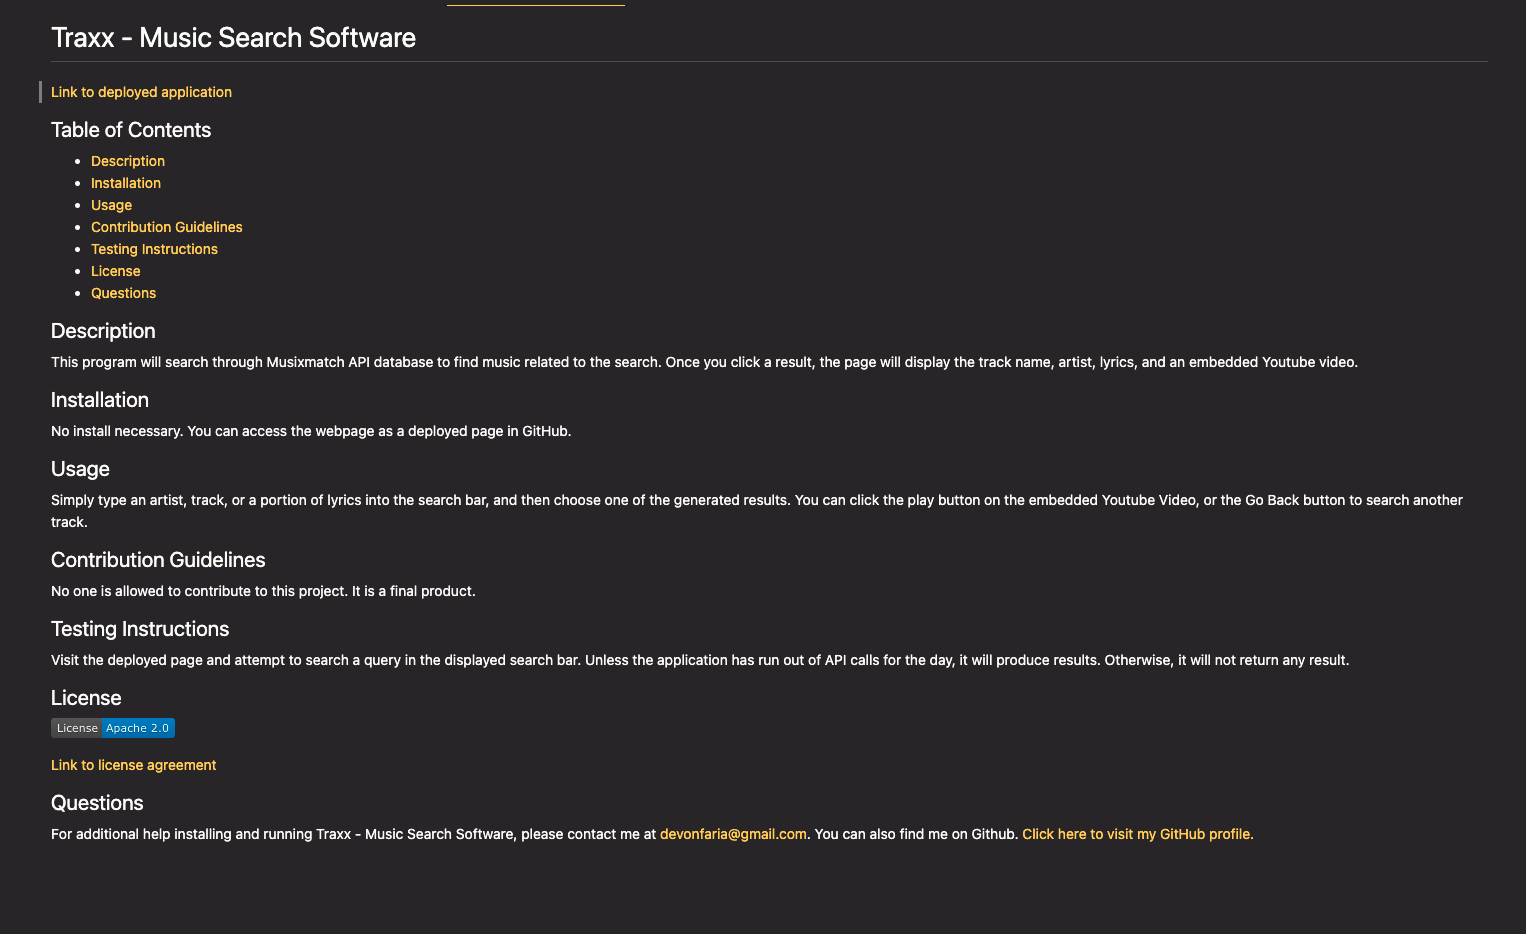 Traxx - Music Search Software
Link to deployed application
Table of Contents
Description
Installation
Usage
Contribution Guidelines
Testing Instructions
License
Questions
Description
This program will search through Musixmatch API database to find music related to the search. Once you click a result, the page will display the track name, artist, lyrics, and an embedded Youtube video.
Installation
No install necessary. You can access the webpage as a deployed page in GitHub.
Usage
Simply type an artist, track, or a portion of lyrics into the search bar, and then choose one of the generated results. You can click the play button on the embedded Youtube Video, or the Go Back button to search another
track.
Contribution Guidelines
No one is allowed to contribute to this project. It is a final product.
Testing Instructions
Visit the deployed page and attempt to search a query in the displayed search bar. Unless the application has run out of API calls for the day, it will produce results. Otherwise, it will not return any result.
License
License Apache 2.0
Link to license agreement
Questions
For additional help installing and running Traxx - Music Search Software, please contact me at devonfaria@gmail.com. You can also find me on Github. Click here to visit my GitHub profile.